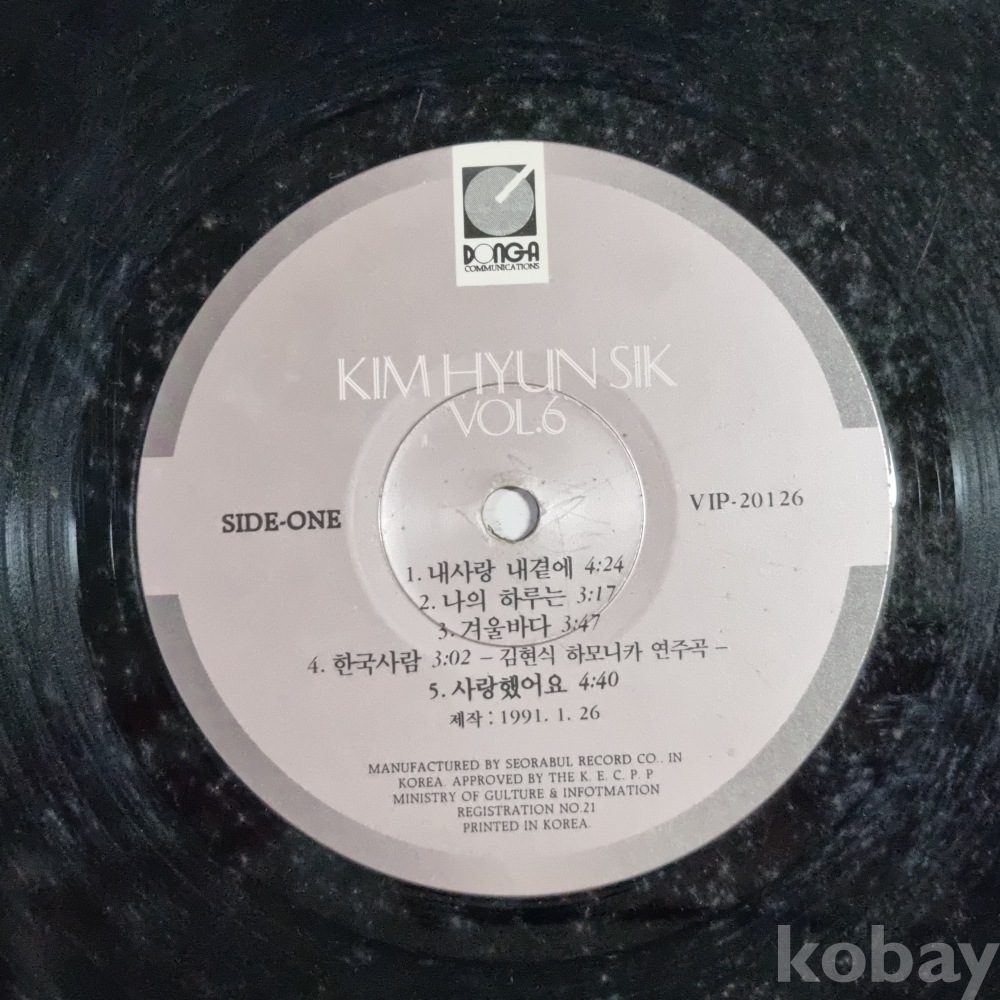 DONG-A
COMMUNICATIONS
KIM HYUN SIK
VOL.6
SIDE-ONE
VIP-20126
1. 내사랑 내곁에 4:24
2. 나의 하루는 3:17
3. 겨울바다 3:47
4. 한국사람 3:02 – 김현식 하모니카 연주곡 –
5. 사랑했어요 4:40
제작 : 1991. 1. 26
MANUFACTURED BY SEORABUL RECORD CO., IN
KOREA. APPROVED BY THE K. E. C. P. P
MINISTRY OF GULTURE & INFOTMATION
REGISTRATION NO.21
PRINTED IN KOREA.
kobay